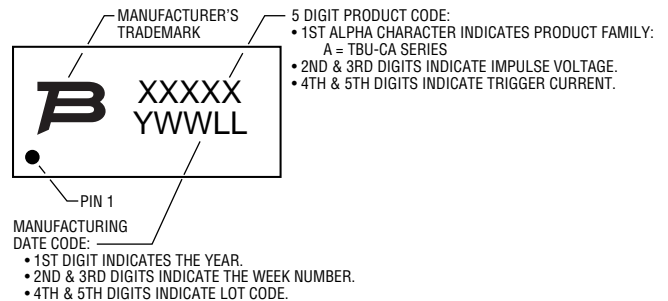 MANUFACTURER'S
TRADEMARK
5 DIGIT PRODUCT CODE:
• 1ST ALPHA CHARACTER INDICATES PRODUCT FAMILY:
A = TBU-CA SERIES
• 2ND & 3RD DIGITS INDICATE IMPULSE VOLTAGE.
• 4TH & 5TH DIGITS INDICATE TRIGGER CURRENT.
XXXXX
YWWLL
PIN 1
MANUFACTURING
DATE CODE:
• 1ST DIGIT INDICATES THE YEAR.
• 2ND & 3RD DIGITS INDICATE THE WEEK NUMBER.
• 4TH & 5TH DIGITS INDICATE LOT CODE.